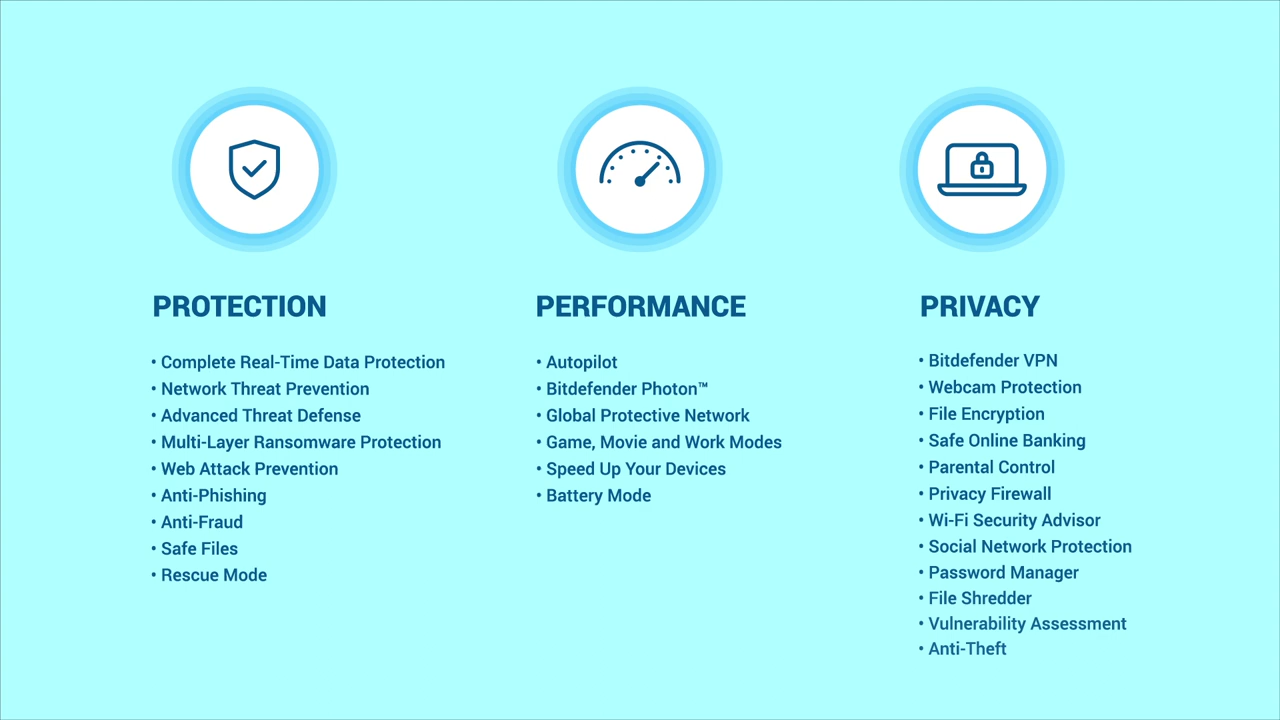 PROTECTION
• Complete Real-Time Data Protection
• Network Threat Prevention
• Advanced Threat Defense
• Multi-Layer Ransomware Protection
• Web Attack Prevention
• Anti-Phishing
• Anti-Fraud
• Safe Files
• Rescue Mode
PERFORMANCE
• Autopilot
• Bitdefender Photon™
• Global Protective Network
• Game, Movie and Work Modes
• Speed Up Your Devices
• Battery Mode
PRIVACY
• Bitdefender VPN
• Webcam Protection
• File Encryption
• Safe Online Banking
• Parental Control
• Privacy Firewall
• Wi-Fi Security Advisor
• Social Network Protection
• Password Manager
• File Shredder
• Vulnerability Assessment
• Anti-Theft